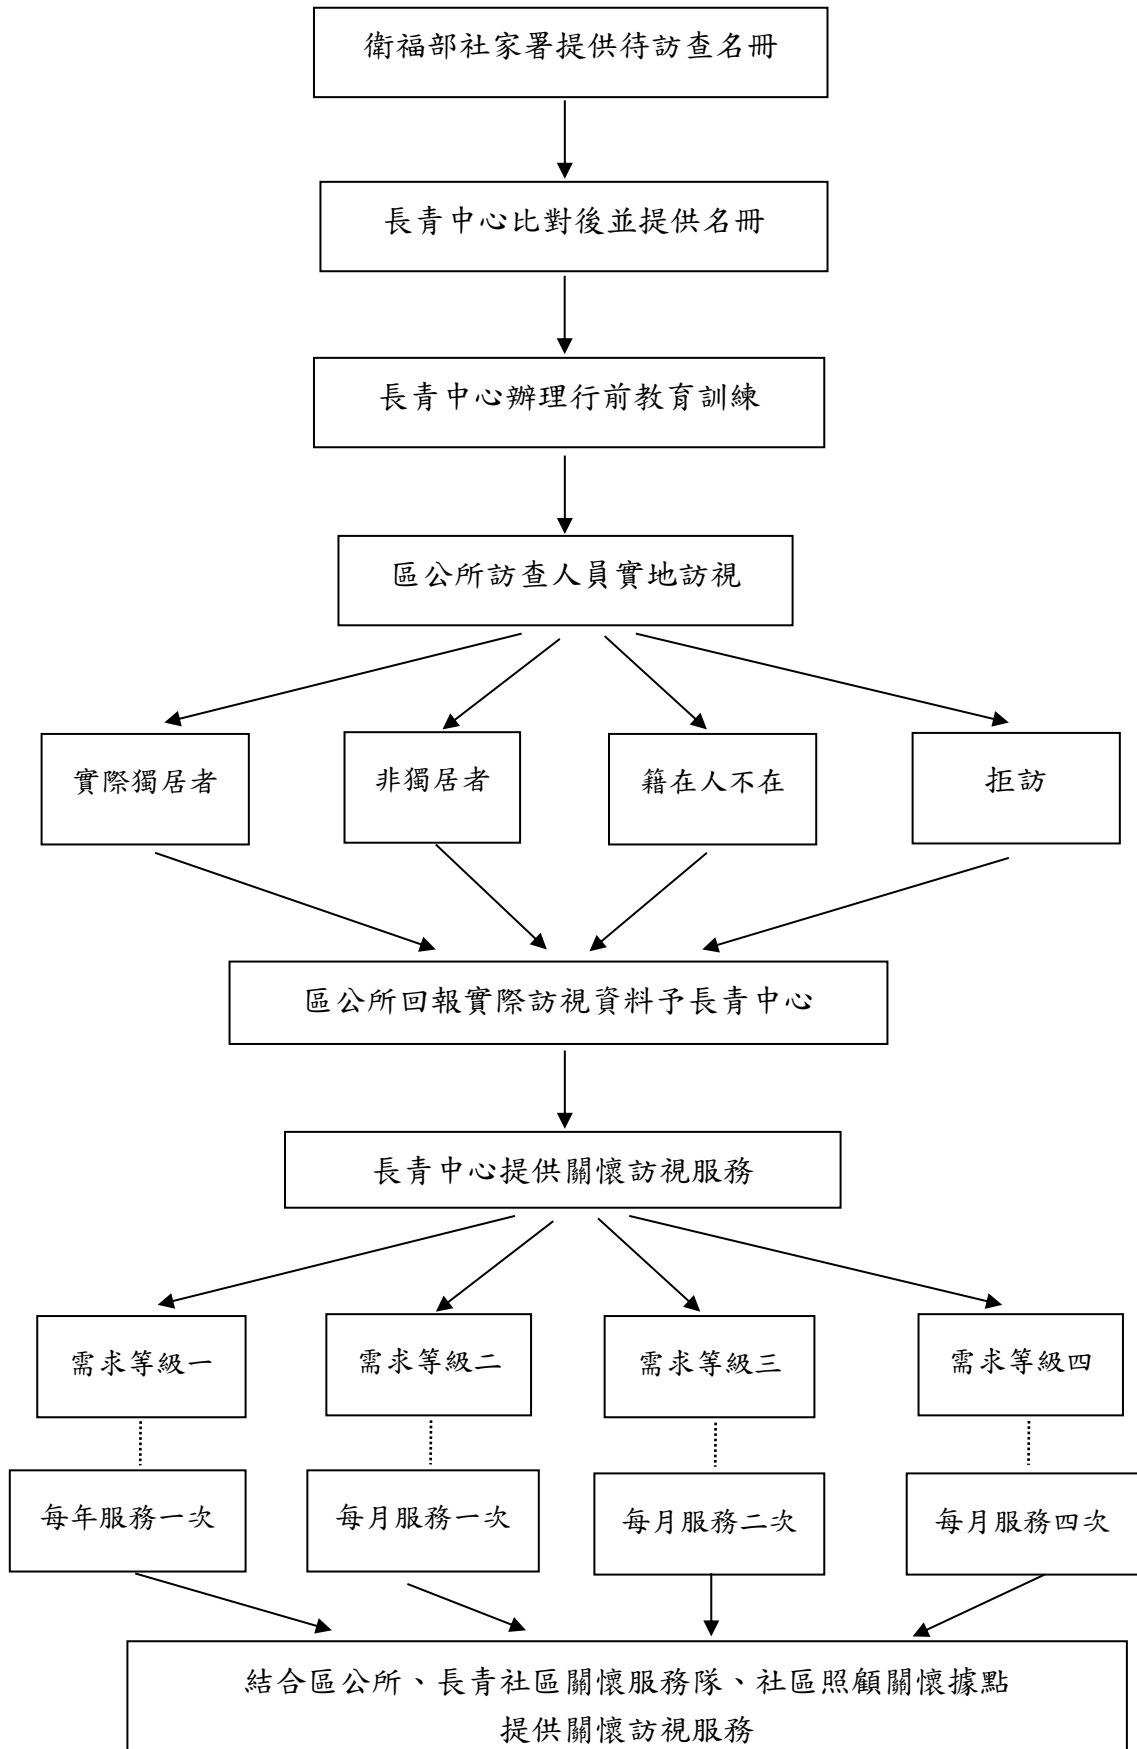 衛福部社家署提供待訪查名冊
長青中心比對後並提供名冊
長青中心辦理行前教育訓練
區公所訪查人員實地訪視
實際獨居者
非獨居者
籍在人不在
拒訪
區公所回報實際訪視資料予長青中心
長青中心提供關懷訪視服務
需求等級一
需求等級二
需求等級三
需求等級四
每年服務一次
每月服務一次
每月服務二次
每月服務四次
結合區公所、長青社區關懷服務隊、社區照顧關懷據點
提供關懷訪視服務